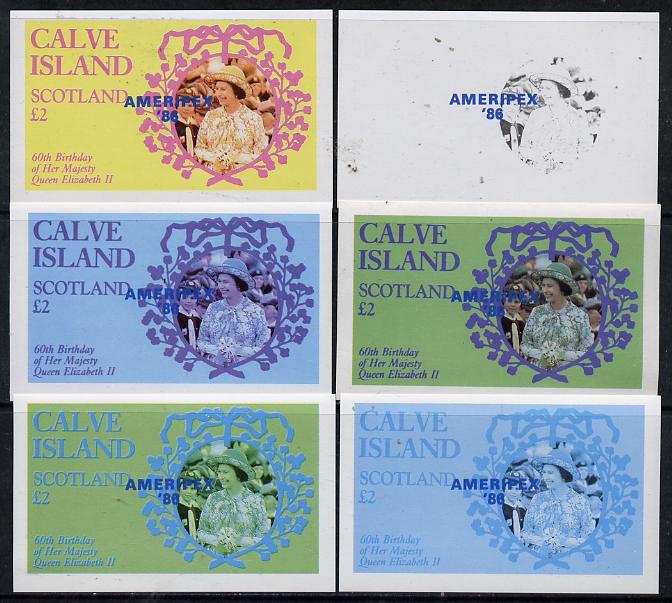 CALVE
ISLAND
SCOTLAND
£2
AMERIPEX
'86
60th Birthday
of Her Majesty
Queen Elizabeth II
AMERIPEX
'86
CALVE
ISLAND
SCOTLAND
£2
AMERIPEX
'86
60th Birthday
of Her Majesty
Queen Elizabeth II
CALVE
ISLAND
SCOTLAND
£2
AMERIPEX
'86
60th Birthday
of Her Majesty
Queen Elizabeth II
CALVE
ISLAND
SCOTLAND
£2
AMERIPEX
'86
60th Birthday
of Her Majesty
Queen Elizabeth II
CALVE
ISLAND
SCOTLAND
£2
AMERIPEX
'86
60th Birthday
of Her Majesty
Queen Elizabeth II